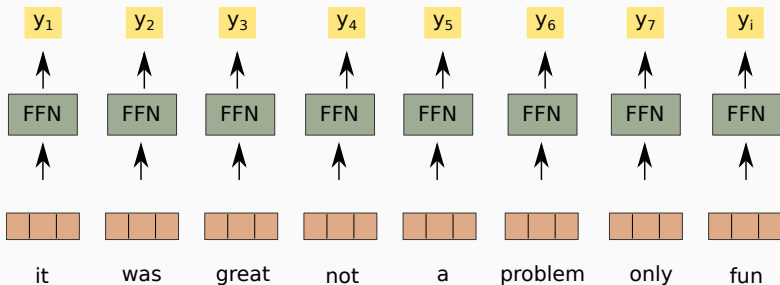 y1 y2 y3 y4 y5 y6 y7 yi
FFN FFN FFN FFN FFN FFN FFN FFN
it was great not a problem only fun